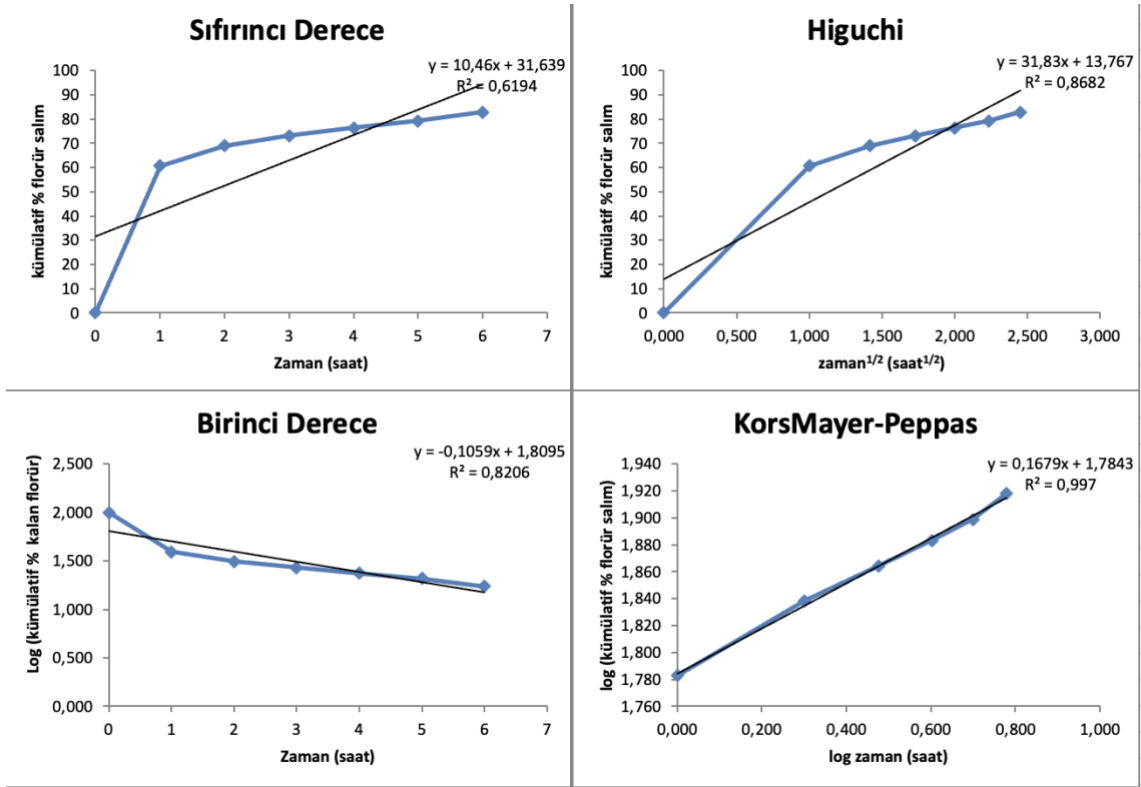 Sıfırıncı Derece
y = 10,46x + 31,639
R² = 0,6194
kümülatif % florür salım
100
90
80
70
60
50
40
30
20
10
0
0 1 2 3 4 5 6 7
Zaman (saat)
Higuchi
y = 31,83x + 13,767
R² = 0,8682
kümülatif % florür salım
100
90
80
70
60
50
40
30
20
10
0
0,000 0,500 1,000 1,500 2,000 2,500 3,000
zaman¹/² (saat¹/²)
Birinci Derece
y = -0,1059x + 1,8095
R² = 0,8206
Log (kümülatif % kalan florür)
2,500
2,000
1,500
1,000
0,500
0,000
0 1 2 3 4 5 6 7
Zaman (saat)
KorsMayer-Peppas
y = 0,1679x + 1,7843
R² = 0,997
log (kümülatif % florür salım)
1,940
1,920
1,900
1,880
1,860
1,840
1,820
1,800
1,780
1,760
0,000 0,200 0,400 0,600 0,800 1,000
log zaman (saat)